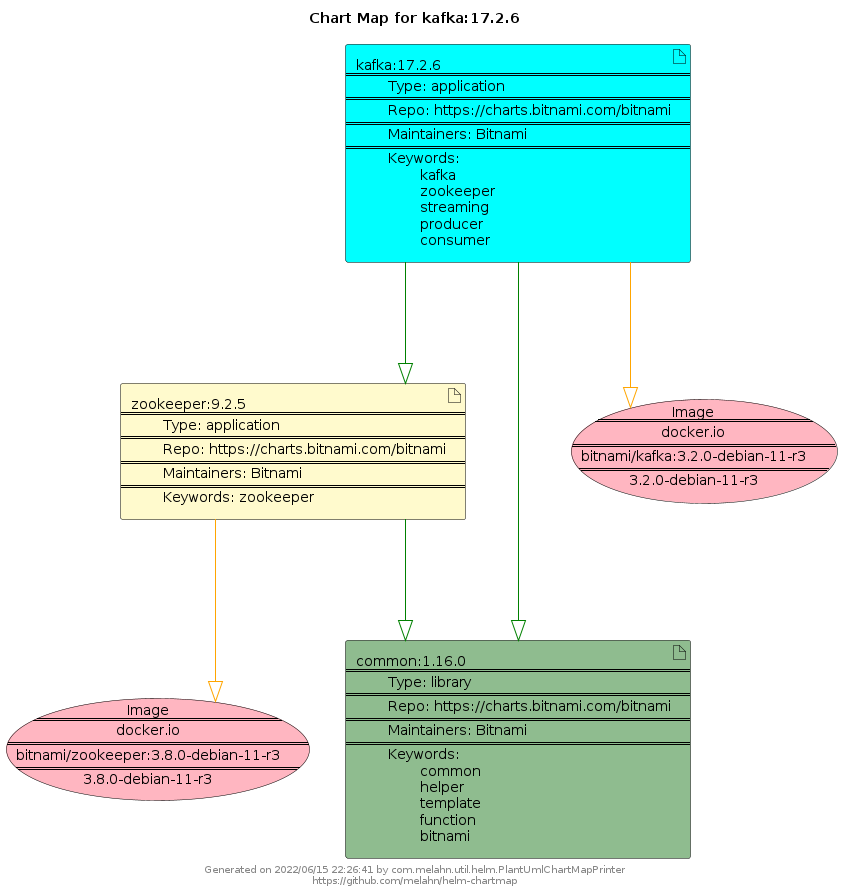 Chart Map for kafka:17.2.6
kafka:17.2.6
Type: application
Repo: https://charts.bitnami.com/bitnami
Maintainers: Bitnami
Keywords:
kafka
zookeeper
streaming
producer
consumer
zookeeper:9.2.5
Type: application
Repo: https://charts.bitnami.com/bitnami
Maintainers: Bitnami
Keywords: zookeeper
Image
docker.io
bitnami/kafka:3.2.0-debian-11-r3
3.2.0-debian-11-r3
common:1.16.0
Type: library
Repo: https://charts.bitnami.com/bitnami
Maintainers: Bitnami
Keywords:
common
helper
template
function
bitnami
Image
docker.io
bitnami/zookeeper:3.8.0-debian-11-r3
3.8.0-debian-11-r3
Generated on 2022/06/15 22:26:41 by com.melahn.util.helm.PlantUmlChartMapPrinter
https://github.com/melahn/helm-chartmap